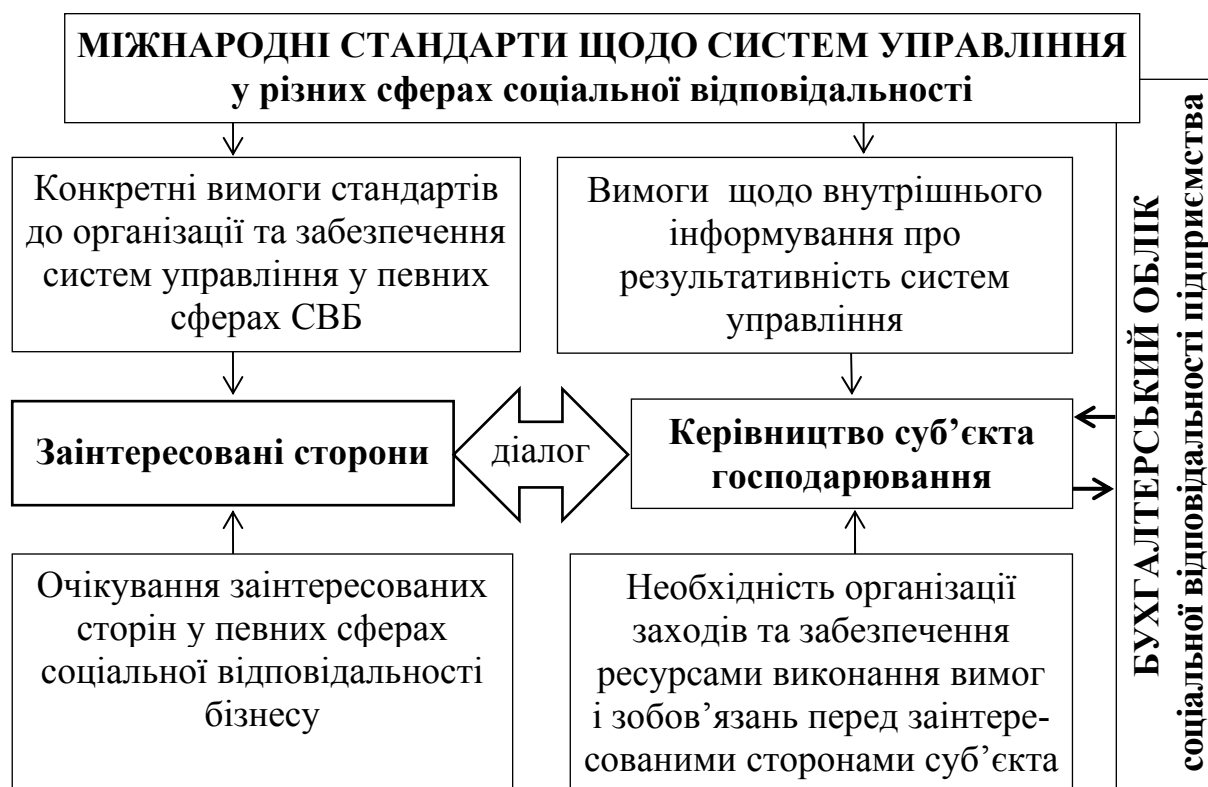 МІЖНАРОДНІ СТАНДАРТИ ЩОДО СИСТЕМ УПРАВЛІННЯ
у різних сферах соціальної відповідальності
Конкретні вимоги стандартів
до організації та забезпечення
систем управління у певних
сферах СВБ
Вимоги щодо внутрішнього
інформування про
результативність систем
управління
Заінтересовані сторони
діалог
Керівництво суб’єкта
господарювання
Очікування заінтересованих
сторін у певних сферах
соціальної відповідальності
бізнесу
Необхідність організації
заходів та забезпечення
ресурсами виконання вимог
і зобов’язань перед заінтере-
сованими сторонами суб’єкта
БУХГАЛТЕРСЬКИЙ ОБЛІК
соціальної відповідальності підприємства